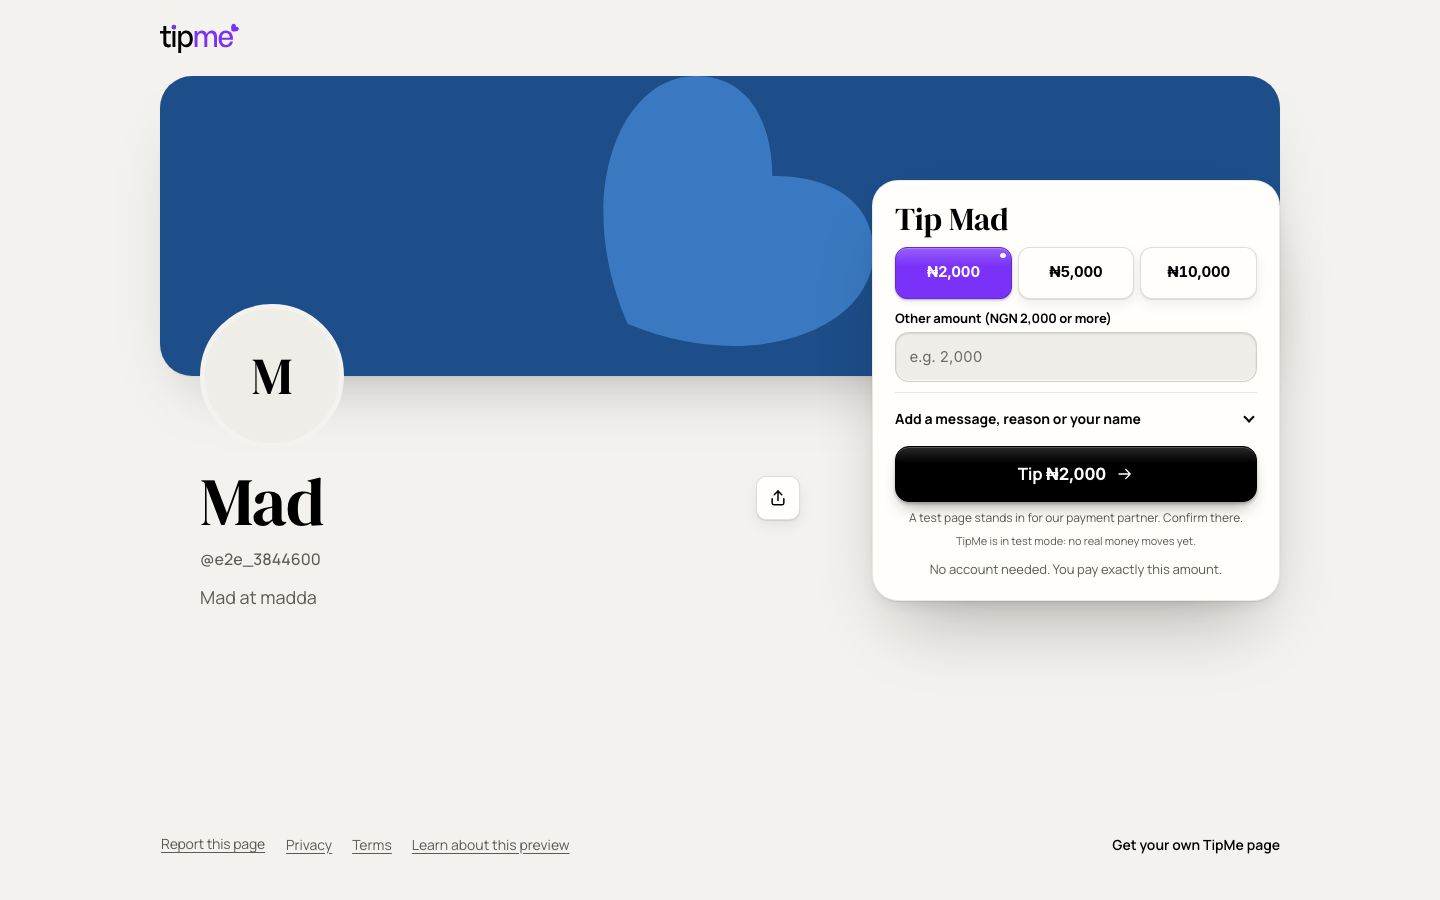 tipme
Tip Mad
₦2,000
₦5,000
₦10,000
Other amount (NGN 2,000 or more)
e.g. 2,000
Add a message, reason or your name
Tip ₦2,000 →
A test page stands in for our payment partner. Confirm there.
TipMe is in test mode: no real money moves yet.
No account needed. You pay exactly this amount.
M
Mad
@e2e_3844600
Mad at madda
Report this page
Privacy
Terms
Learn about this preview
Get your own TipMe page